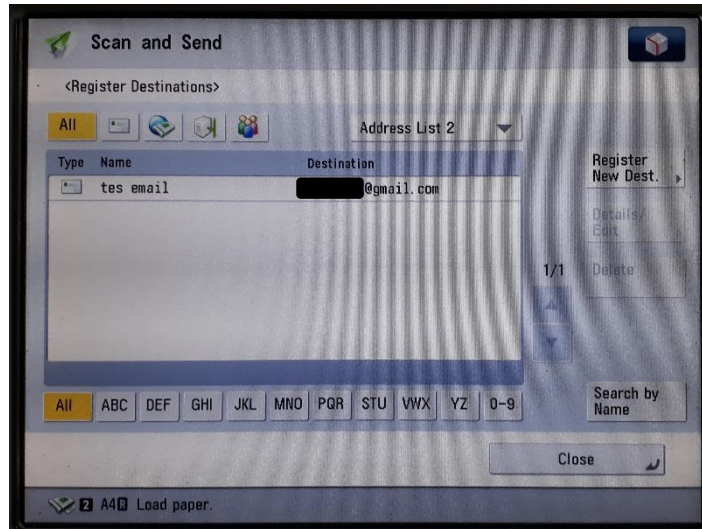 Scan and Send
<Register Destinations>
All
Address List 2
Type Name Destination
tes email @gmail.com
Register
New Dest.
Details/
Edit
1/1
Delete
All ABC DEF GHI JKL MNO PQR STU VWX YZ 0-9
Search by
Name
Close
2 A4R Load paper.